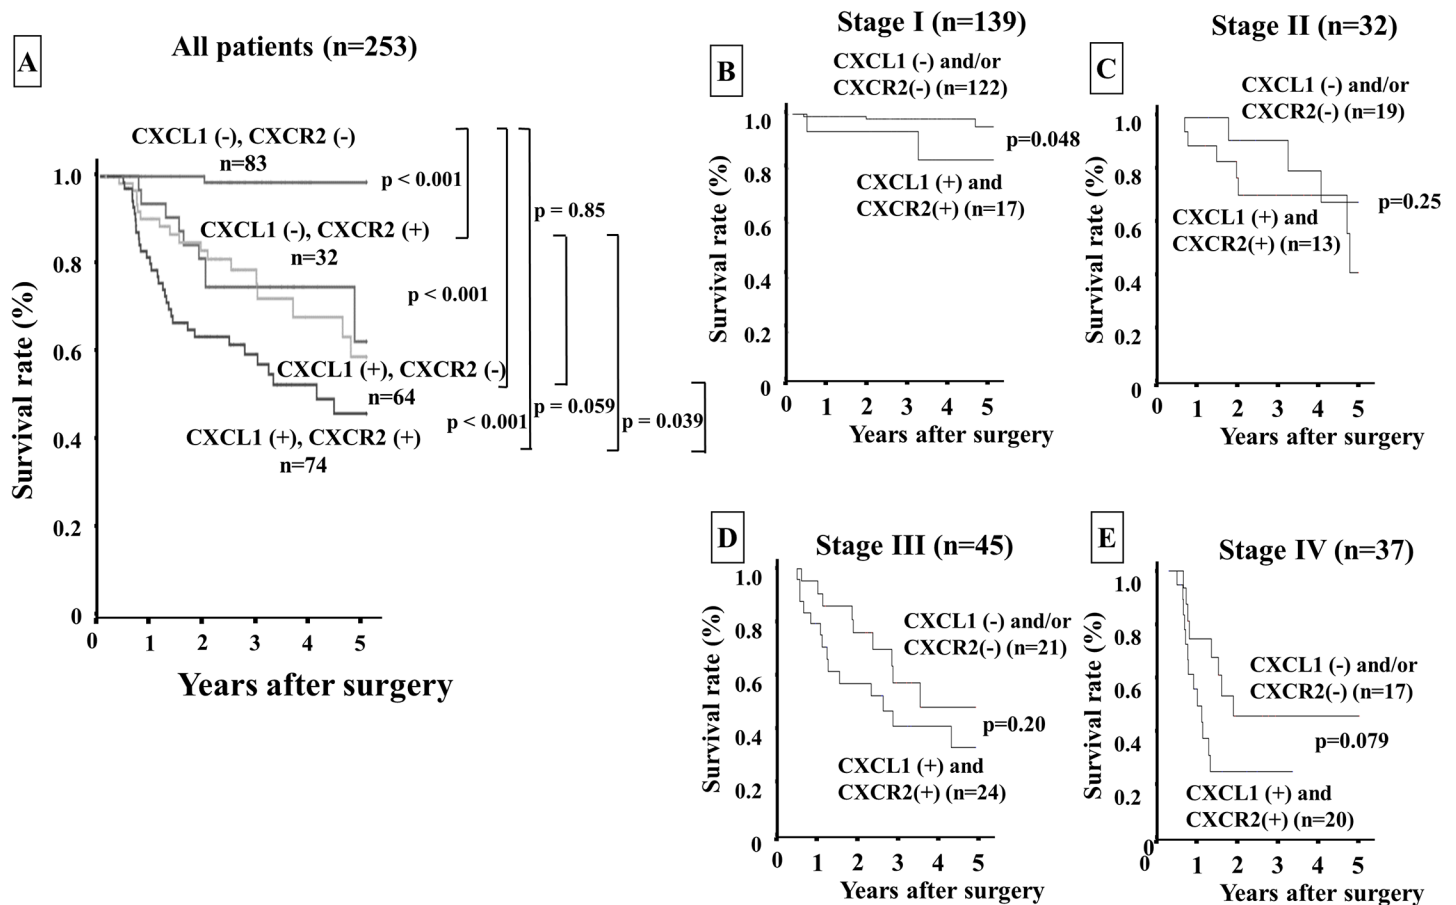 A
All patients (n=253)
Survival rate (%)
1.0
0.8
0.6
0.4
0.2
0
CXCL1 (-), CXCR2 (-)
n=83
CXCL1 (-), CXCR2 (+)
n=32
CXCL1 (+), CXCR2 (-)
n=64
CXCL1 (+), CXCR2 (+)
n=74
p < 0.001
p < 0.001
p < 0.001
p = 0.85
p = 0.059
p = 0.039
0 1 2 3 4 5
Years after surgery
B
Stage I (n=139)
CXCL1 (-) and/or
CXCR2(-) (n=122)
Survival rate (%)
1.0
0.8
0.6
0.4
0.2
0
p=0.048
CXCL1 (+) and
CXCR2(+) (n=17)
0 1 2 3 4 5
Years after surgery
C
Stage II (n=32)
CXCL1 (-) and/or
CXCR2(-) (n=19)
Survival rate (%)
1.0
0.8
0.6
0.4
0.2
0
p=0.25
CXCL1 (+) and
CXCR2(+) (n=13)
0 1 2 3 4 5
Years after surgery
D
Stage III (n=45)
Survival rate (%)
1.0
0.8
0.6
0.4
0.2
0
CXCL1 (-) and/or
CXCR2(-) (n=21)
p=0.20
CXCL1 (+) and
CXCR2(+) (n=24)
0 1 2 3 4 5
Years after surgery
E
Stage IV (n=37)
Survival rate (%)
1.0
0.8
0.6
0.4
0.2
0
CXCL1 (-) and/or
CXCR2(-) (n=17)
p=0.079
CXCL1 (+) and
CXCR2(+) (n=20)
0 1 2 3 4 5
Years after surgery